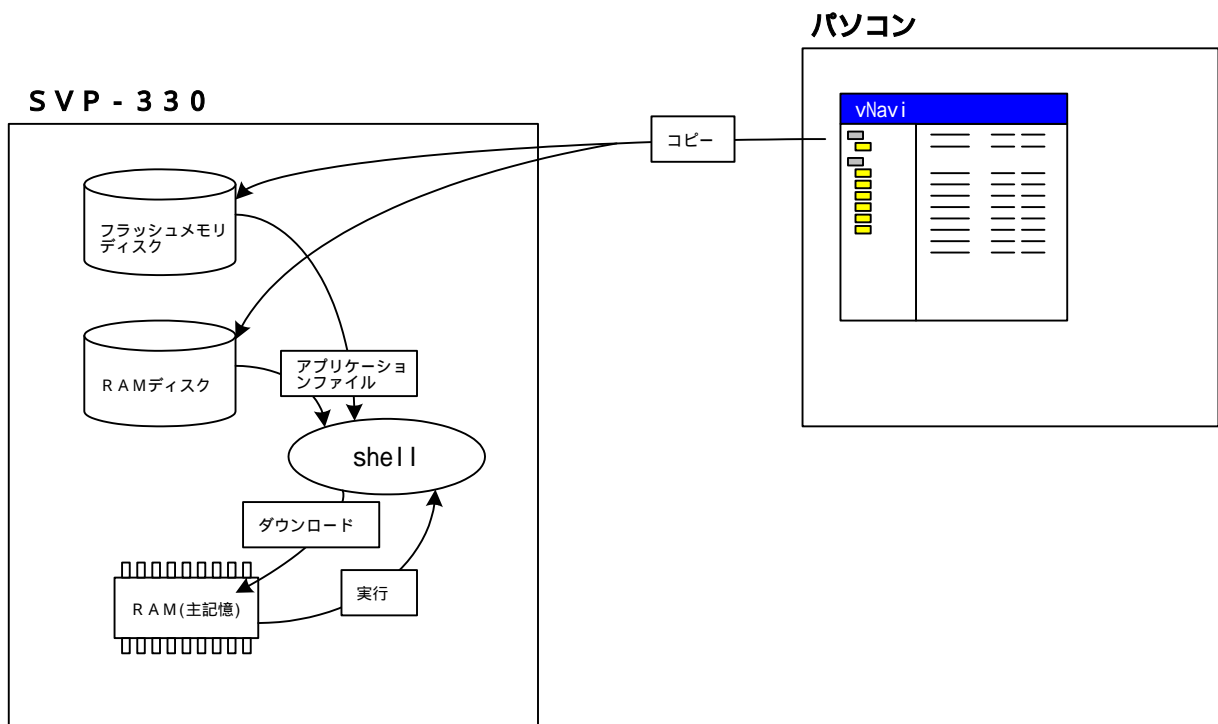 パソコン
ＳＶＰ-３３０
vNavi
コピー
フラッシュメモリ
ディスク
ＲＡＭディスク
アプリケーショ
ンファイル
shell
ダウンロード
実行
ＲＡＭ(主記憶)